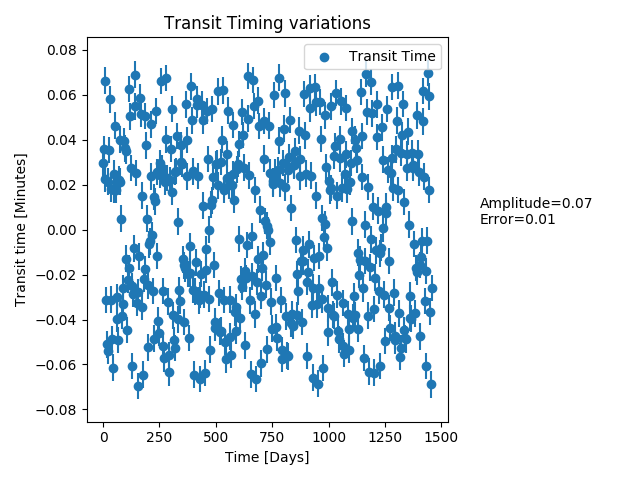 Transit Timing variations
Transit Time
Transit time [Minutes]
0.08
0.06
0.04
0.02
0.00
−0.02
−0.04
−0.06
−0.08
0
250
500
750
1000
1250
1500
Time [Days]
Amplitude=0.07
Error=0.01